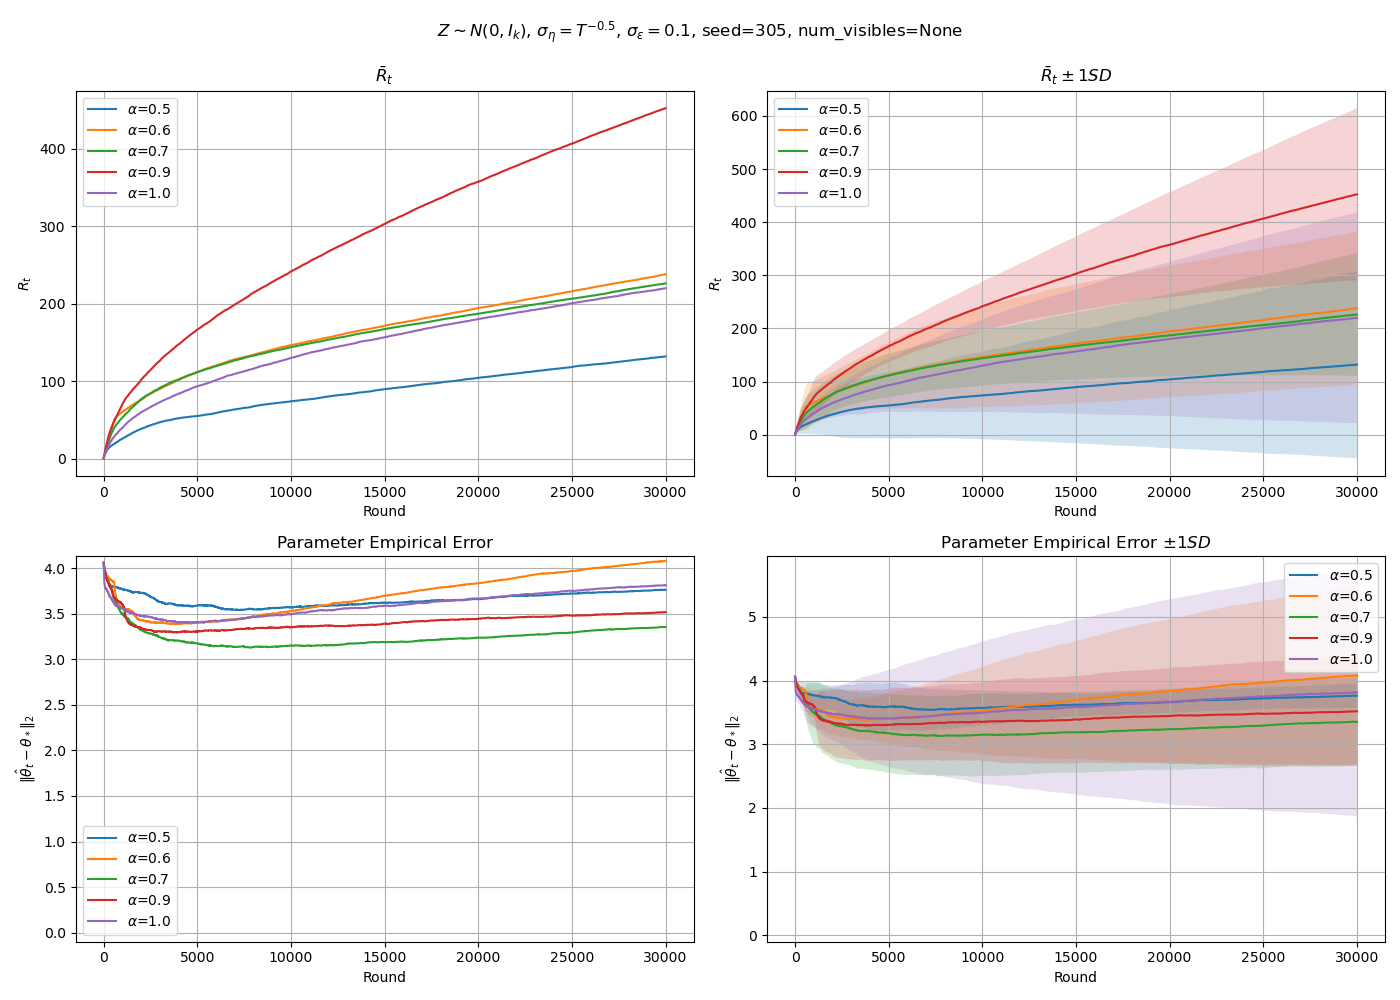 Z ∼ N(0, I_k), σ_η = T^{−0.5}, σ_ε = 0.1, seed=305, num_visibles=None
R̄_t
α=0.5
α=0.6
α=0.7
α=0.9
α=1.0
R_t
400
300
200
100
0
0 5000 10000 15000 20000 25000 30000
Round
R̄_t ± 1SD
α=0.5
α=0.6
α=0.7
α=0.9
α=1.0
R_t
600
500
400
300
200
100
0
0 5000 10000 15000 20000 25000 30000
Round
Parameter Empirical Error
‖θ̂_t − θ_*‖_2
4.0
3.5
3.0
2.5
2.0
1.5
1.0
0.5
0.0
α=0.5
α=0.6
α=0.7
α=0.9
α=1.0
0 5000 10000 15000 20000 25000 30000
Round
Parameter Empirical Error ±1SD
α=0.5
α=0.6
α=0.7
α=0.9
α=1.0
‖θ̂_t − θ_*‖_2
5
4
3
2
1
0
0 5000 10000 15000 20000 25000 30000
Round